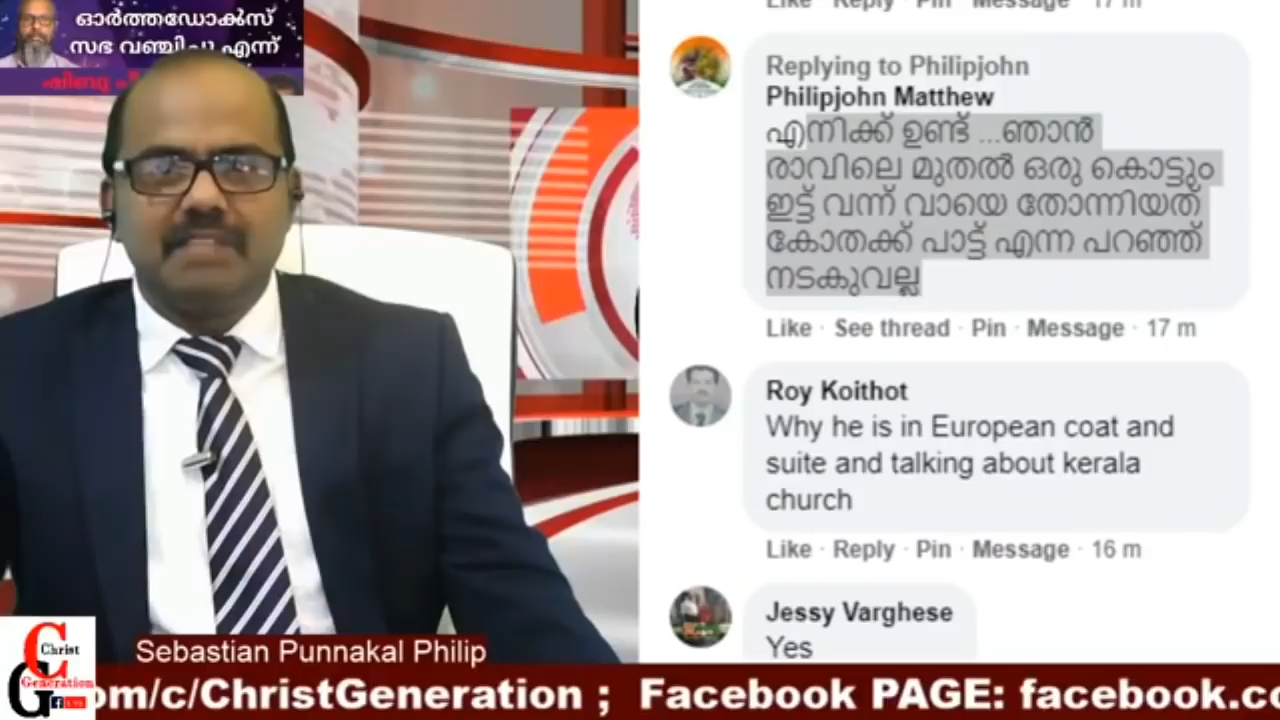 ഓർത്തഡോക്സ്
സഭ വഞ്ചിച്ചു എന്ന്
ഷിബു
Like · Reply · Pin · Message · 17 m
Replying to Philipjohn
Philipjohn Matthew
എനിക്ക് ഉണ്ട് ...ഞാൻ
രാവിലെ മുതൽ ഒരു കൊട്ടും
ഇട്ട് വന്ന് വായെ തോന്നിയത്
കോതക്ക് പാട്ട് എന്ന പറഞ്ഞ്
നടകുവല്ല
Like · See thread · Pin · Message · 17 m
Roy Koithot
Why he is in European coat and
suite and talking about kerala
church
Like · Reply · Pin · Message · 16 m
Jessy Varghese
Yes
Sebastian Punnakal Philip
Christ
Generation
om/c/ChristGeneration ; Facebook PAGE: facebook.co